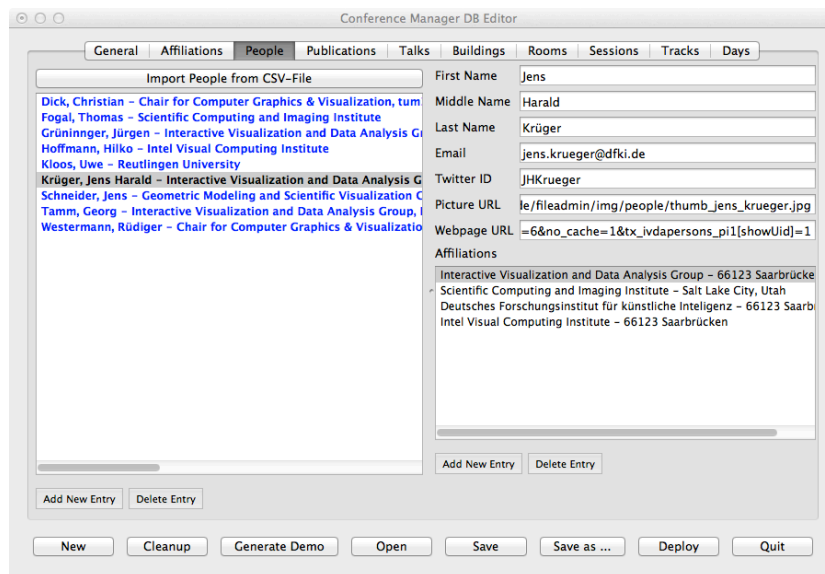 Conference Manager DB Editor
General Affiliations People Publications Talks Buildings Rooms Sessions Tracks Days
Import People from CSV-File
Dick, Christian – Chair for Computer Graphics & Visualization, tum
Fogal, Thomas – Scientific Computing and Imaging Institute
Grüninnger, Jürgen – Interactive Visualization and Data Analysis G
Hoffmann, Hilko – Intel Visual Computing Institute
Kloos, Uwe – Reutlingen University
Krüger, Jens Harald – Interactive Visualization and Data Analysis G
Schneider, Jens – Geometric Modeling and Scientific Visualization C
Tamm, Georg – Interactive Visualization and Data Analysis Group,
Westermann, Rüdiger – Chair for Computer Graphics & Visualizatio
Add New Entry Delete Entry
First Name Jens
Middle Name Harald
Last Name Krüger
Email jens.krueger@dfki.de
Twitter ID JHKrueger
Picture URL le/fileadmin/img/people/thumb_jens_krueger.jpg
Webpage URL =6&no_cache=1&tx_ivdapersons_pi1[showUid]=1
Affiliations
Interactive Visualization and Data Analysis Group – 66123 Saarbrücke
Scientific Computing and Imaging Institute – Salt Lake City, Utah
Deutsches Forschungsinstitut für künstliche Inteligenz – 66123 Saarb
Intel Visual Computing Institute – 66123 Saarbrücken
Add New Entry Delete Entry
New Cleanup Generate Demo Open Save Save as ... Deploy Quit